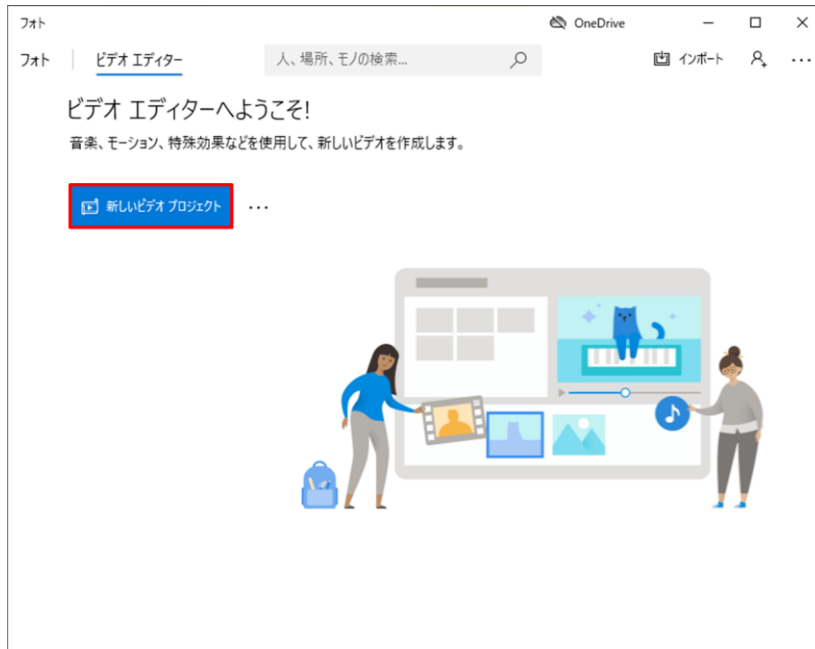 フォト
OneDrive
フォト
ビデオ エディター
人、場所、モノの検索...
インポート
ビデオ エディターへようこそ!
音楽、モーション、特殊効果などを使用して、新しいビデオを作成します。
新しいビデオ プロジェクト